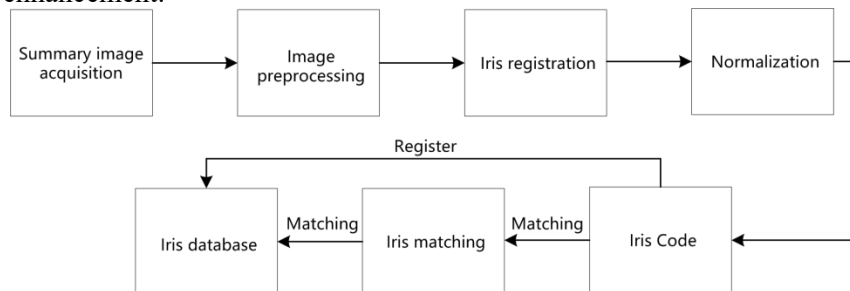 enhancement.
Summary image
acquisition
Image
preprocessing
Iris registration
Normalization
Register
Iris database
Matching
Iris matching
Matching
Iris Code